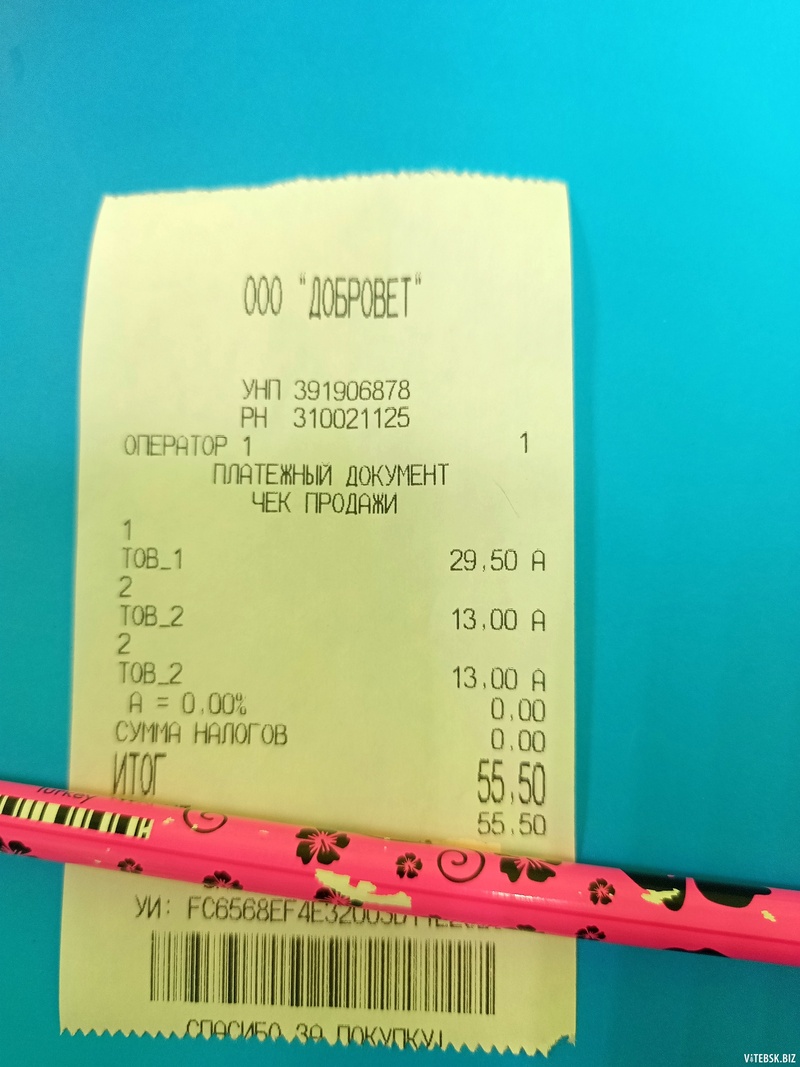 ООО "ДОБРОВЕТ"
УНП 391906878
РН 310021125
ОПЕРАТОР 1 1
ПЛАТЕЖНЫЙ ДОКУМЕНТ
ЧЕК ПРОДАЖИ
1
ТОВ_1 29,50 А
2
ТОВ_2 13,00 А
2
ТОВ_2 13,00 А
А = 0,00% 0,00
СУММА НАЛОГОВ 0,00
ИТОГ 55,50
55,50
Turkey
УИ:
СПАСИБО ЗА ПОКУПКУ!
ViTEBSK.BIZ